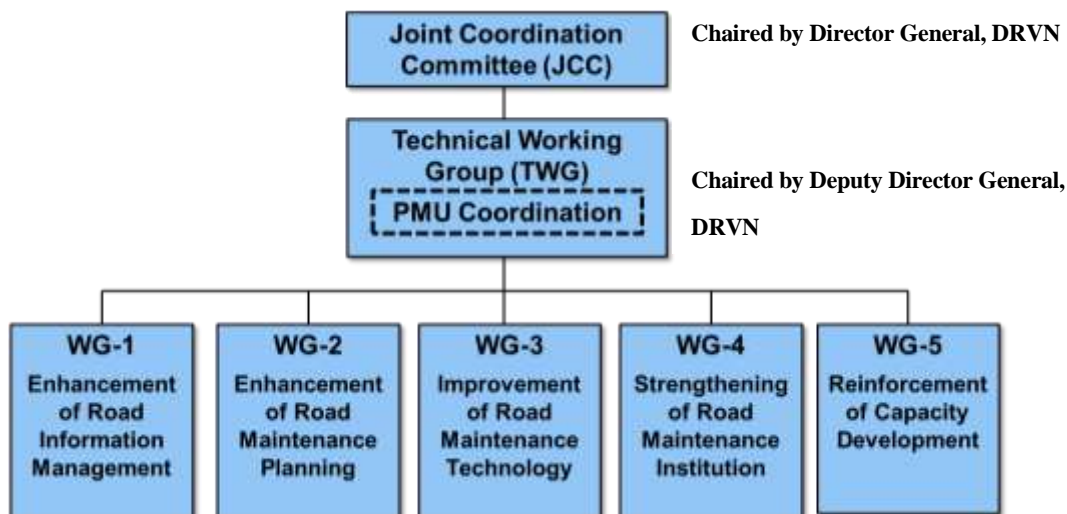 Joint Coordination
Committee (JCC)
Chaired by Director General, DRVN
Technical Working
Group (TWG)
PMU Coordination
Chaired by Deputy Director General,
DRVN
WG-1
Enhancement
of Road
Information
Management
WG-2
Enhancement
of Road
Maintenance
Planning
WG-3
Improvement
of Road
Maintenance
Technology
WG-4
Strengthening
of Road
Maintenance
Institution
WG-5
Reinforcement
of Capacity
Development